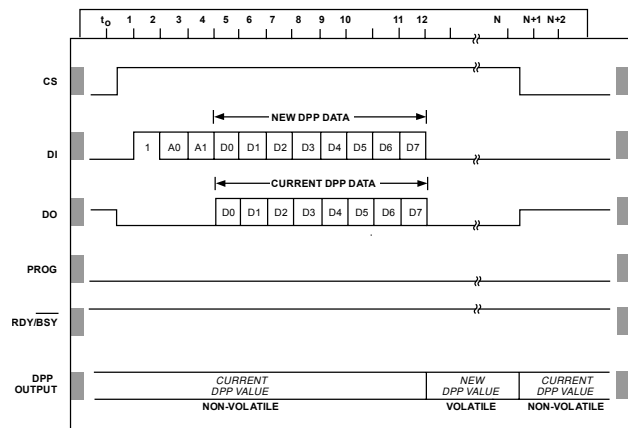 to 1 2 3 4 5 6 7 8 9 10 11 12 N N+1 N+2
CS
NEW DPP DATA
DI 1 A0 A1 D0 D1 D2 D3 D4 D5 D6 D7
CURRENT DPP DATA
DO D0 D1 D2 D3 D4 D5 D6 D7
PROG
RDY/BSY
DPP OUTPUT
CURRENT DPP VALUE
NEW DPP VALUE
CURRENT DPP VALUE
NON-VOLATILE VOLATILE NON-VOLATILE